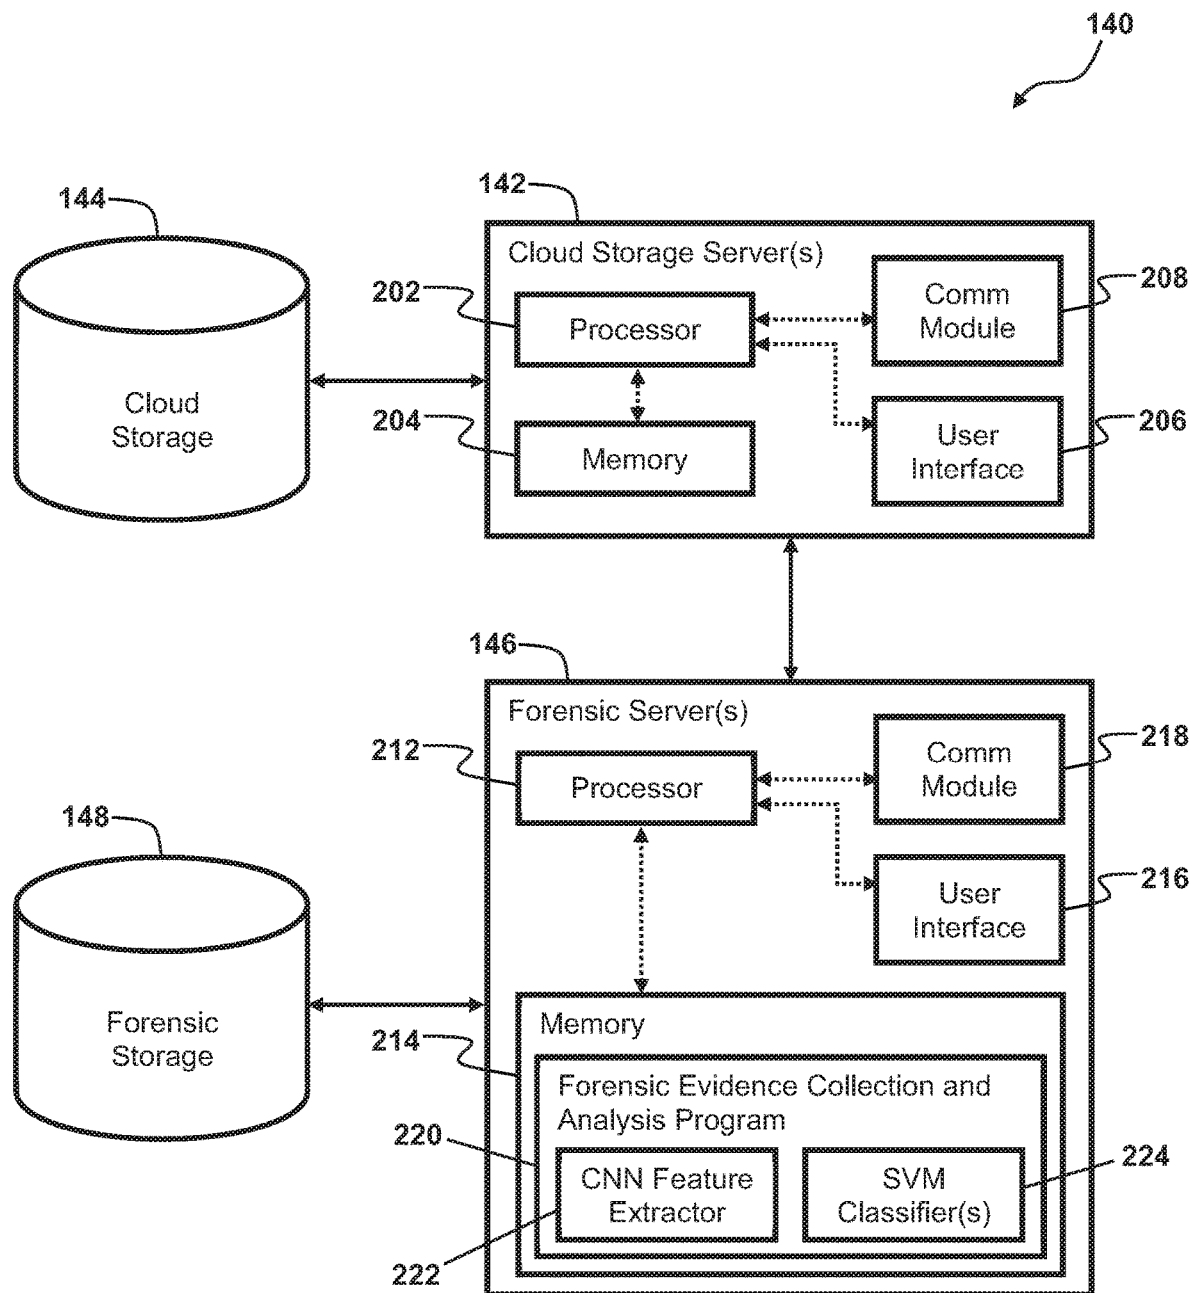 140
144
142
Cloud Storage Server(s)
202
Processor
Comm
Module
208
Cloud
Storage
204
Memory
User
Interface
206
146
Forensic Server(s)
212
Processor
Comm
Module
218
148
User
Interface
216
Forensic
Storage
214
Memory
Forensic Evidence Collection and
Analysis Program
220
CNN Feature
Extractor
SVM
Classifier(s)
224
222